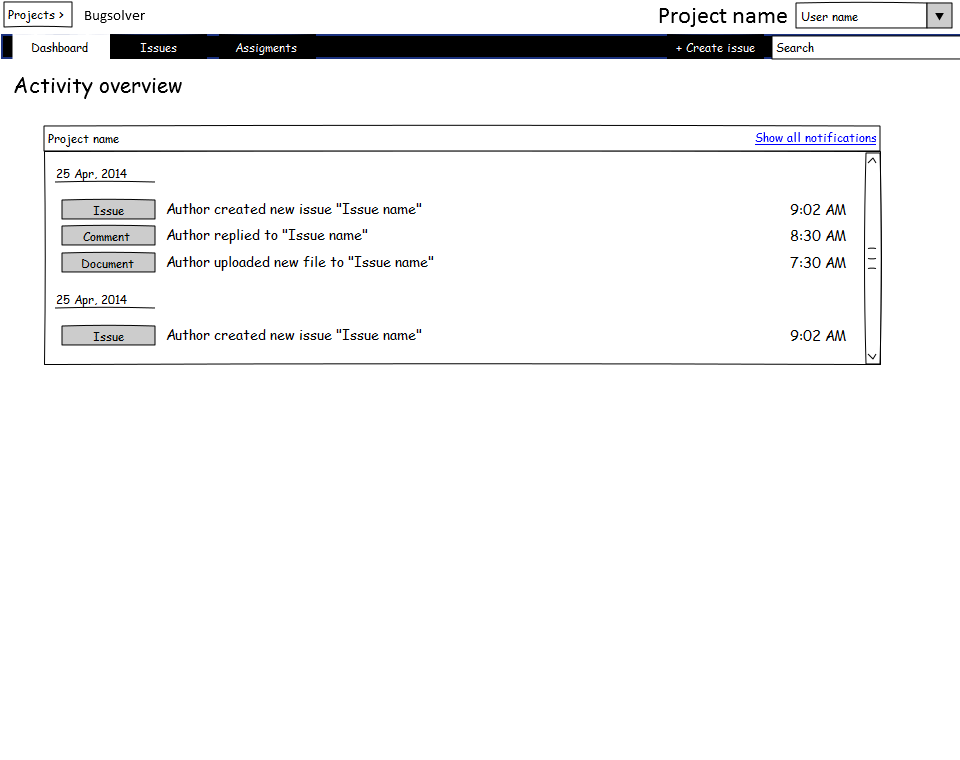 Projects > Bugsolver Project name User name
Dashboard Issues Assigments + Create issue Search
Activity overview
Project name Show all notifications
25 Apr, 2014
Issue Author created new issue "Issue name" 9:02 AM
Comment Author replied to "Issue name" 8:30 AM
Document Author uploaded new file to "Issue name" 7:30 AM
25 Apr, 2014
Issue Author created new issue "Issue name" 9:02 AM